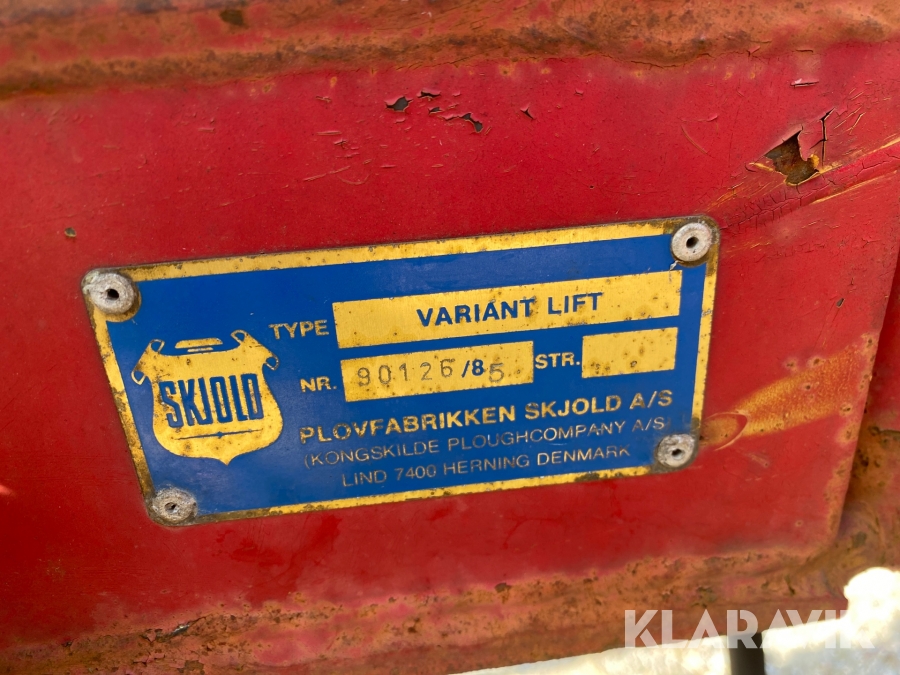 TYPE VARIANT LIFT
SKJOLD
NR. 90126/85 STR.
PLOVFABRIKKEN SKJOLD A/S
(KONGSKILDE PLOUGHCOMPANY A/S
LIND 7400 HERNING DENMARK
KLARAVIK